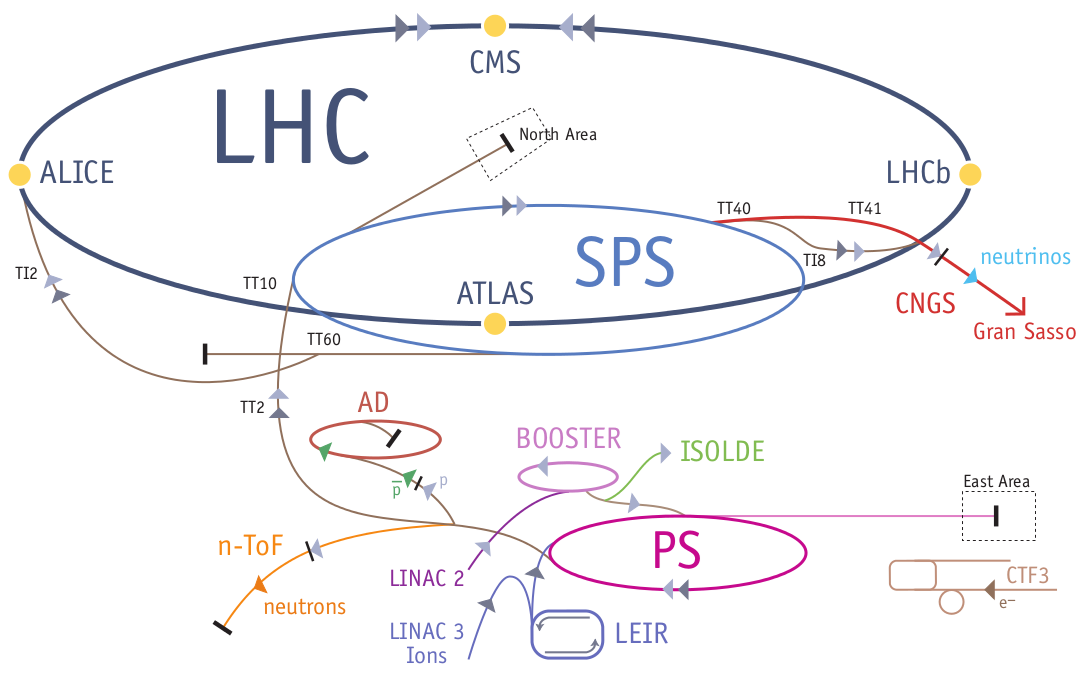 CMS
LHC
North Area
ALICE
LHCb
TT40
TT41
SPS
TI8
neutrinos
TI2
TT10
ATLAS
CNGS
Gran Sasso
TT60
TT2
AD
BOOSTER
ISOLDE
p
p̅
East Area
n-ToF
PS
LINAC 2
neutrons
CTF3
e⁻
LINAC 3
Ions
LEIR